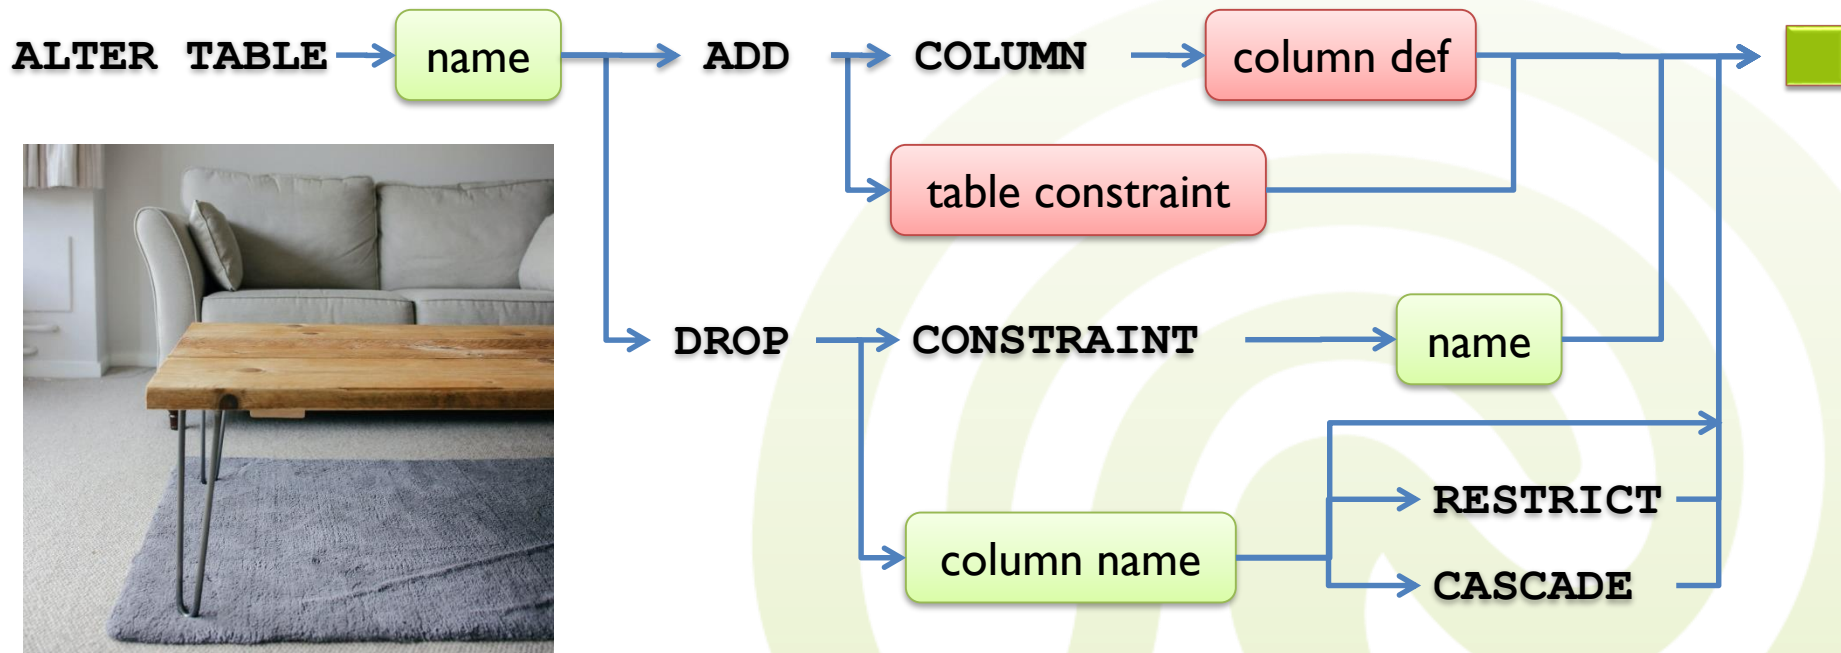 ALTER TABLE name ADD COLUMN column def
table constraint
DROP CONSTRAINT name
RESTRICT
column name
CASCADE